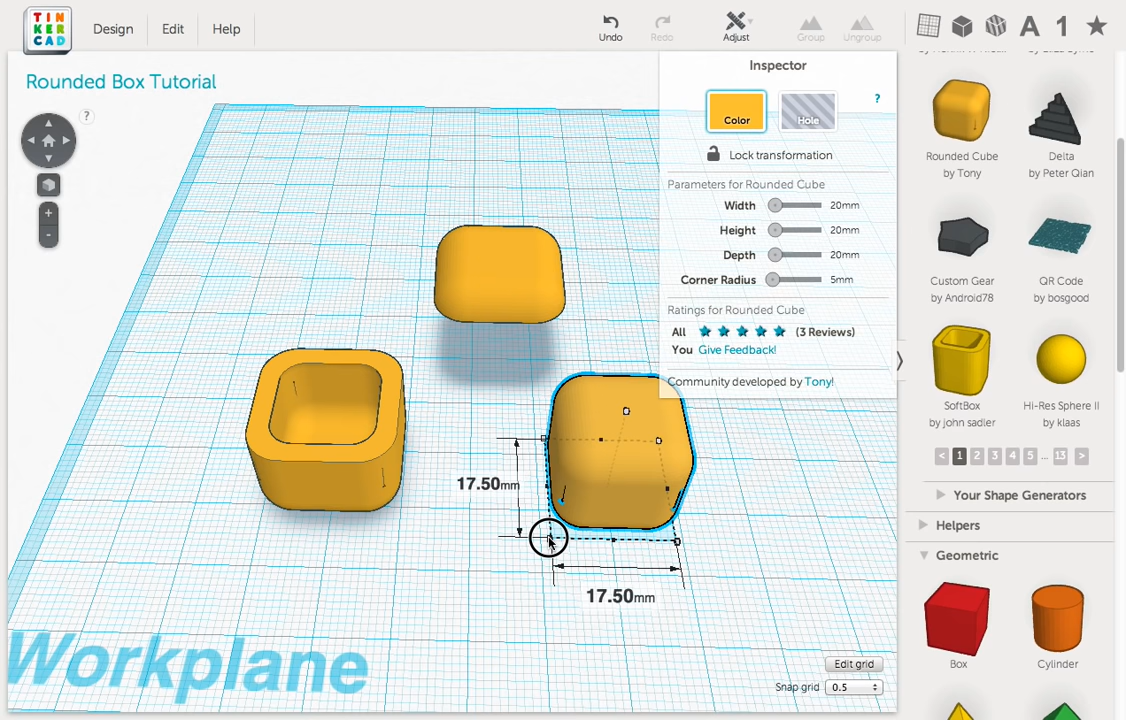 TIN
KER
CAD
Design
Edit
Help
Undo
Redo
Adjust
Group
Ungroup
A 1
Rounded Box Tutorial
?
+
-
Inspector
Color
Hole
?
Lock transformation
Parameters for Rounded Cube
Width 20mm
Height 20mm
Depth 20mm
Corner Radius 5mm
Ratings for Rounded Cube
All (3 Reviews)
You Give Feedback!
Community developed by Tony!
17.50mm
17.50mm
Workplane
Edit grid
Snap grid 0.5
Rounded Cube
by Tony
Delta
by Peter Qian
Custom Gear
by Android78
QR Code
by bosgood
SoftBox
by john sadler
Hi-Res Sphere II
by klaas
< 1 2 3 4 5 ... 13 >
Your Shape Generators
Helpers
Geometric
Box
Cylinder